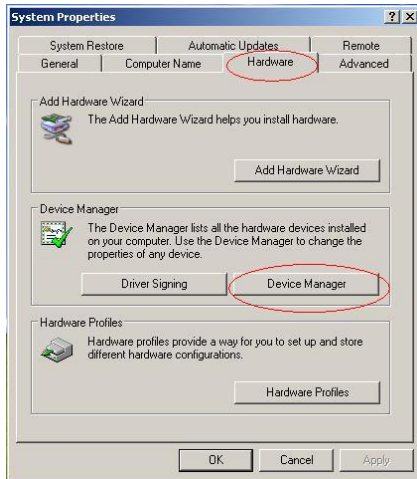 System Properties
System Restore
Automatic Updates
Remote
General
Computer Name
Hardware
Advanced
Add Hardware Wizard
The Add Hardware Wizard helps you install hardware.
Add Hardware Wizard
Device Manager
The Device Manager lists all the hardware devices installed
on your computer. Use the Device Manager to change the
properties of any device.
Driver Signing
Device Manager
Hardware Profiles
Hardware profiles provide a way for you to set up and store
different hardware configurations.
Hardware Profiles
OK
Cancel
Apply